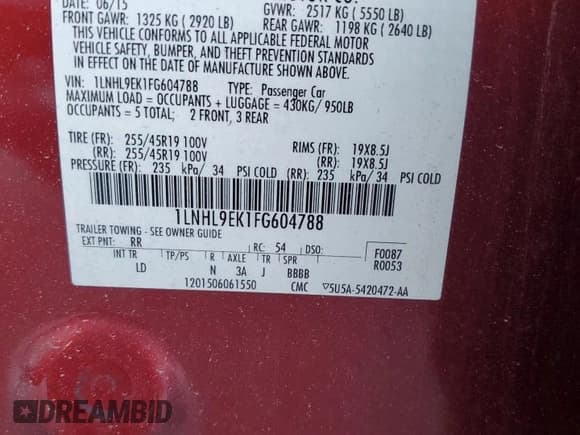 DATE: 06/15 GVWR: 2517 KG ( 5550 LB)
FRONT GAWR: 1325 KG ( 2920 LB) REAR GAWR: 1198 KG ( 2640 LB)
THIS VEHICLE CONFORMS TO ALL APPLICABLE FEDERAL MOTOR
VEHICLE SAFETY, BUMPER, AND THEFT PREVENTION STANDARDS
IN EFFECT ON THE DATE OF MANUFACTURE SHOWN ABOVE.
VIN: 1LNHL9EK1FG604788 TYPE: Passenger Car
MAXIMUM LOAD = OCCUPANTS + LUGGAGE = 430KG/ 950LB
OCCUPANTS = 5 TOTAL; 2 FRONT, 3 REAR
TIRE (FR): 255/45R19 100V RIMS (FR): 19X8.5J
(RR): 255/45R19 100V (RR): 19X8.5J
PRESSURE (FR): 235 kPa/ 34 PSI COLD (RR): 235 kPa/ 34 PSI COLD
1LNHL9EK1FG604788
TRAILER TOWING - SEE OWNER GUIDE
EXT PNT: RR RC: 54 DSO: F0087
R0053
INT TR TP/PS R AXLE TR SPR
LD N 3A J BBBB
1201506061550 CMC ▽5U5A-5420472-AA
DREAMBID